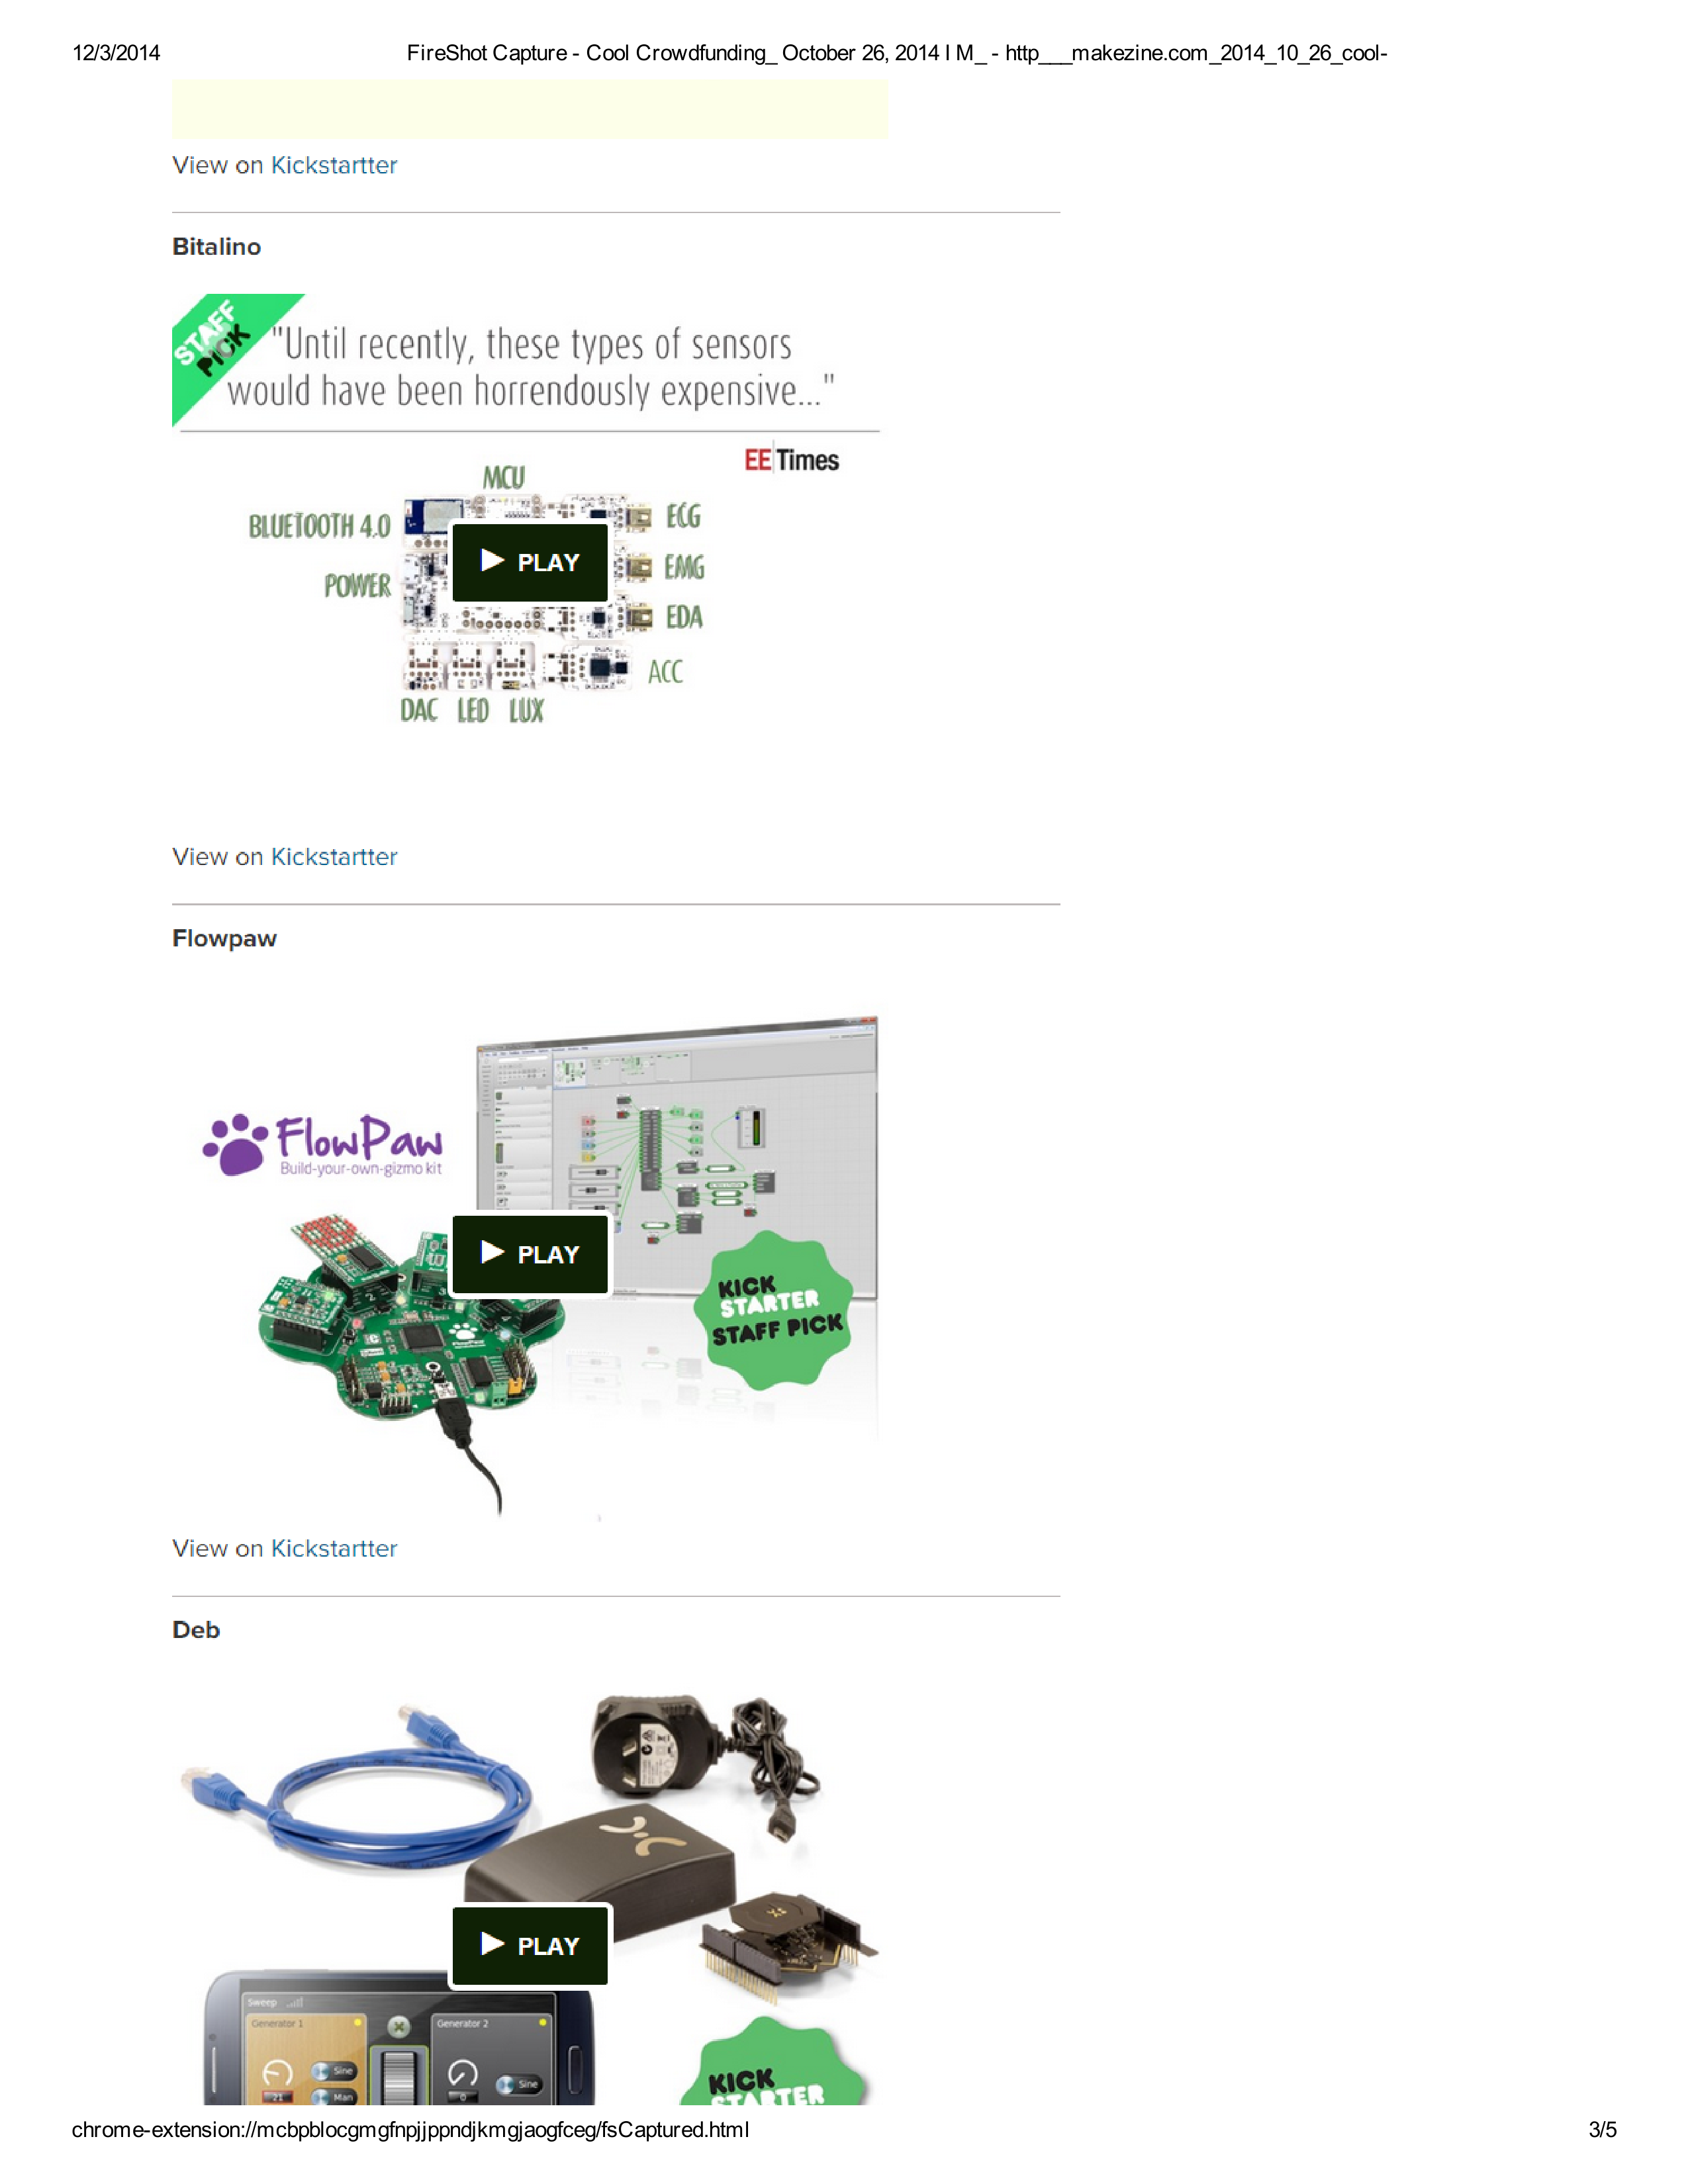 12/3/2014 FireShot Capture - Cool Crowdfunding_ October 26, 2014 I M_ - http___makezine.com_2014_10_26_cool-
View on Kickstartter
Bitalino
STAFF
PICK
"Until recently, these types of sensors
would have been horrendously expensive..."
EE Times
MCU
BLUETOOTH 4.0
ECG
PLAY
EMG
POWER
EDA
ACC
DAC LED LUX
View on Kickstartter
Flowpaw
FlowPaw
Build-your-own-gizmo kit
PLAY
KICK
STARTER
STAFF PICK
View on Kickstartter
Deb
PLAY
Sweep
Generator 1
Generator 2
Sine
Sine
21
0
Man
KICK
STARTER
chrome-extension://mcbpblocgmgfnpjjjppndjkmgjaogfceg/fsCaptured.html 3/5